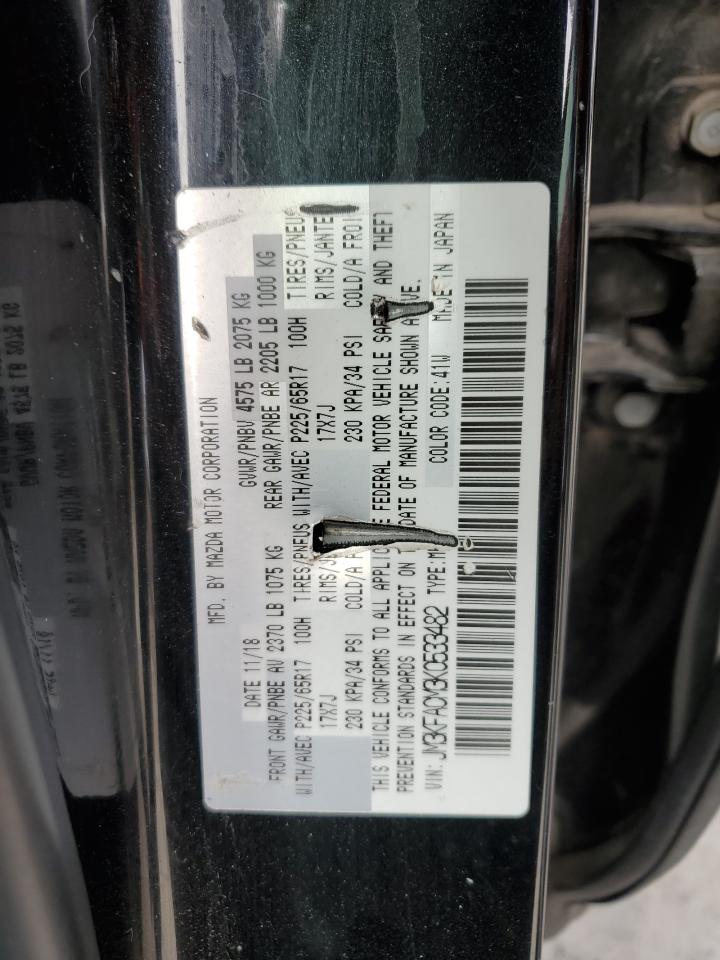 MFD. BY MAZDA MOTOR CORPORATION
DATE 11/18 GVWR/PNBV 4575 LB 2075 KG
FRONT GAWR/PNBE AV 2370 LB 1075 KG REAR GAWR/PNBE AR 2205 LB 1000 KG
WITH/AVEC P225/65R17 100H TIRES/PNEUS WITH/AVEC P225/65R17 100H TIRES/PNEU
17X7J RIMS/J 17X7J RIMS/JANTE
230 KPA/34 PSI COLD/A F 230 KPA/34 PSI COLD/A FROI
THIS VEHICLE CONFORMS TO ALL FEDERAL MOTOR VEHICLE AND THEFT
PREVENTION STANDARDS IN EFFECT ON DATE OF MANUFACTURE SHOWN
VIN: JM3KFACM3K0533482 TYPE: COLOR CODE:41W MADE IN JAPAN